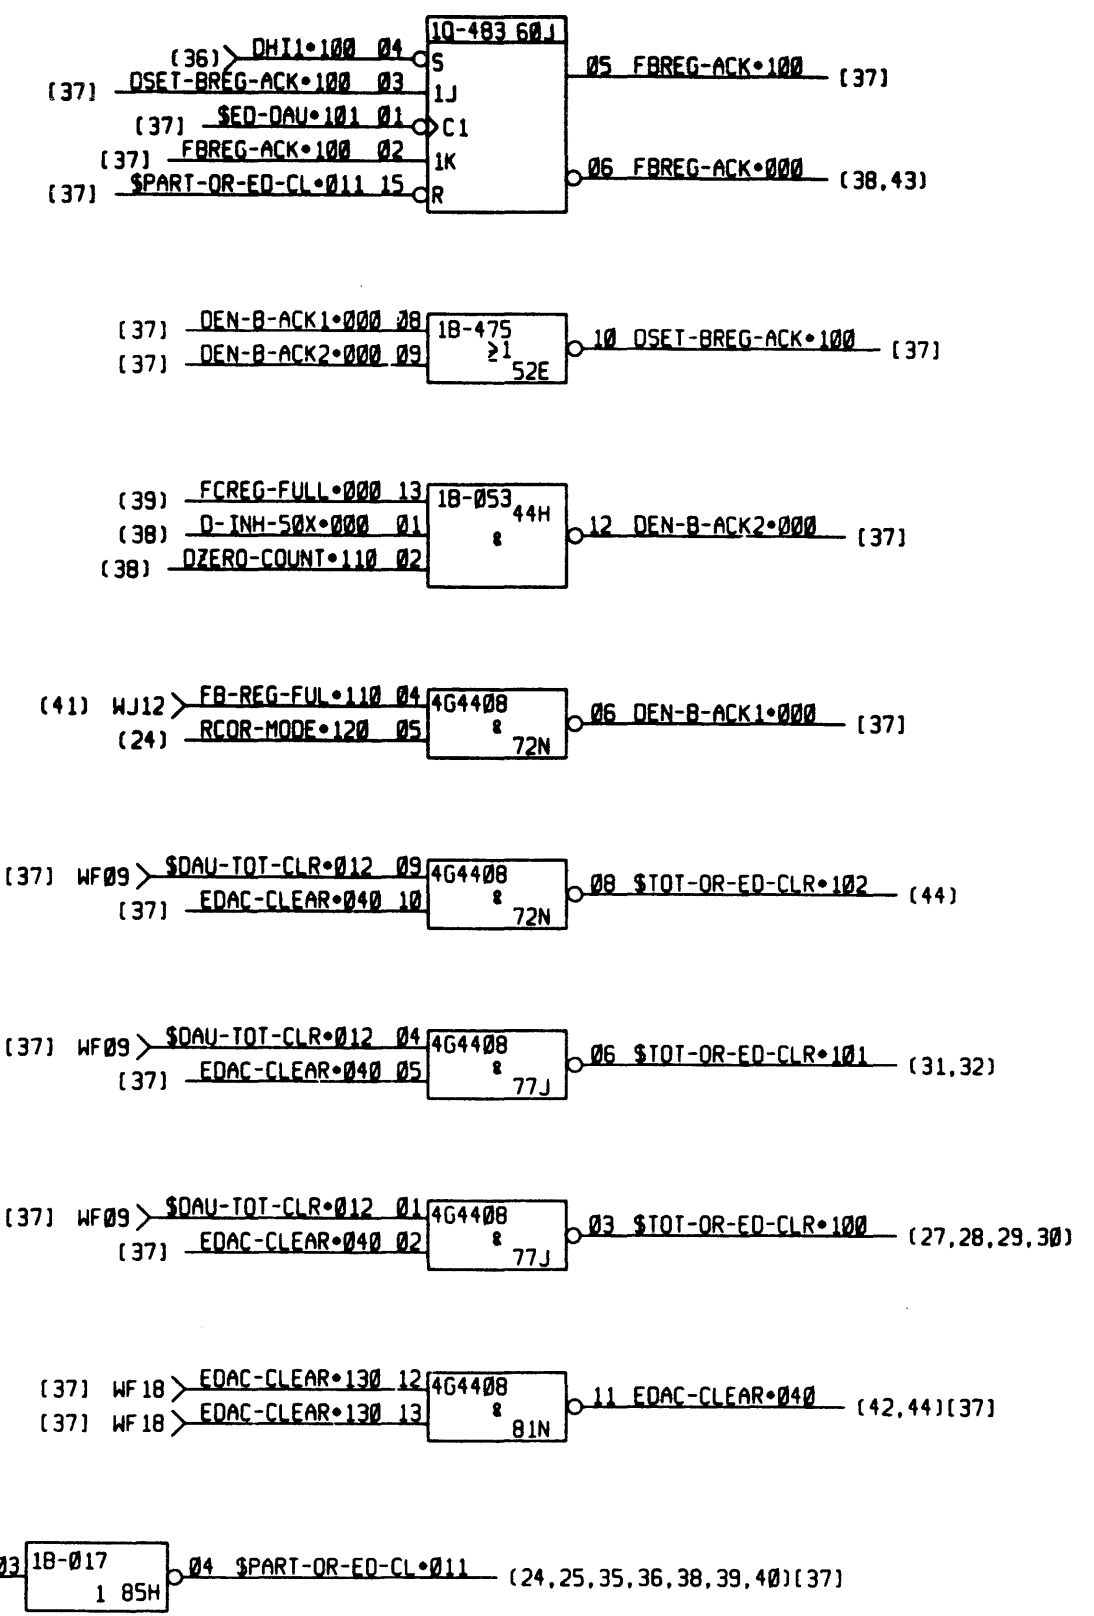 1Q-483 60J
(36) DHI1•100 04 S
05 FBREG-ACK•100 [37]
[37] DSET-BREG-ACK•100 03 1J
[37] $ED-DAU•101 01 C1
[37] FBREG-ACK•100 02 1K
06 FBREG-ACK•000 (38,43)
[37] $PART-OR-ED-CL•011 15 R
[37] DEN-B-ACK1•000 08 1B-475
≥1 10 DSET-BREG-ACK•100 [37]
[37] DEN-B-ACK2•000 09 52E
(39) FCREG-FULL•000 13 1B-053
44H
(38) D-INH-50X•000 01 & 12 DEN-B-ACK2•000 [37]
(38) DZERO-COUNT•110 02
(41) WJ12 FB-REG-FUL•110 04 4G4408
& 06 DEN-B-ACK1•000 [37]
(24) RCOR-MODE•120 05 72N
[37] WF09 $DAU-TOT-CLR•012 09 4G4408
& 08 $TOT-OR-ED-CLR•102 (44)
[37] EDAC-CLEAR•040 10 72N
[37] WF09 $DAU-TOT-CLR•012 04 4G4408
& 06 $TOT-OR-ED-CLR•101 (31,32)
[37] EDAC-CLEAR•040 05 77J
[37] WF09 $DAU-TOT-CLR•012 01 4G4408
& 03 $TOT-OR-ED-CLR•100 (27,28,29,30)
[37] EDAC-CLEAR•040 02 77J
[37] WF18 EDAC-CLEAR•130 12 4G4408
& 11 EDAC-CLEAR•040 (42,44)[37]
[37] WF18 EDAC-CLEAR•130 13 81N
03 1B-017
04 $PART-OR-ED-CL•011 (24,25,35,36,38,39,40)[37]
1 85H